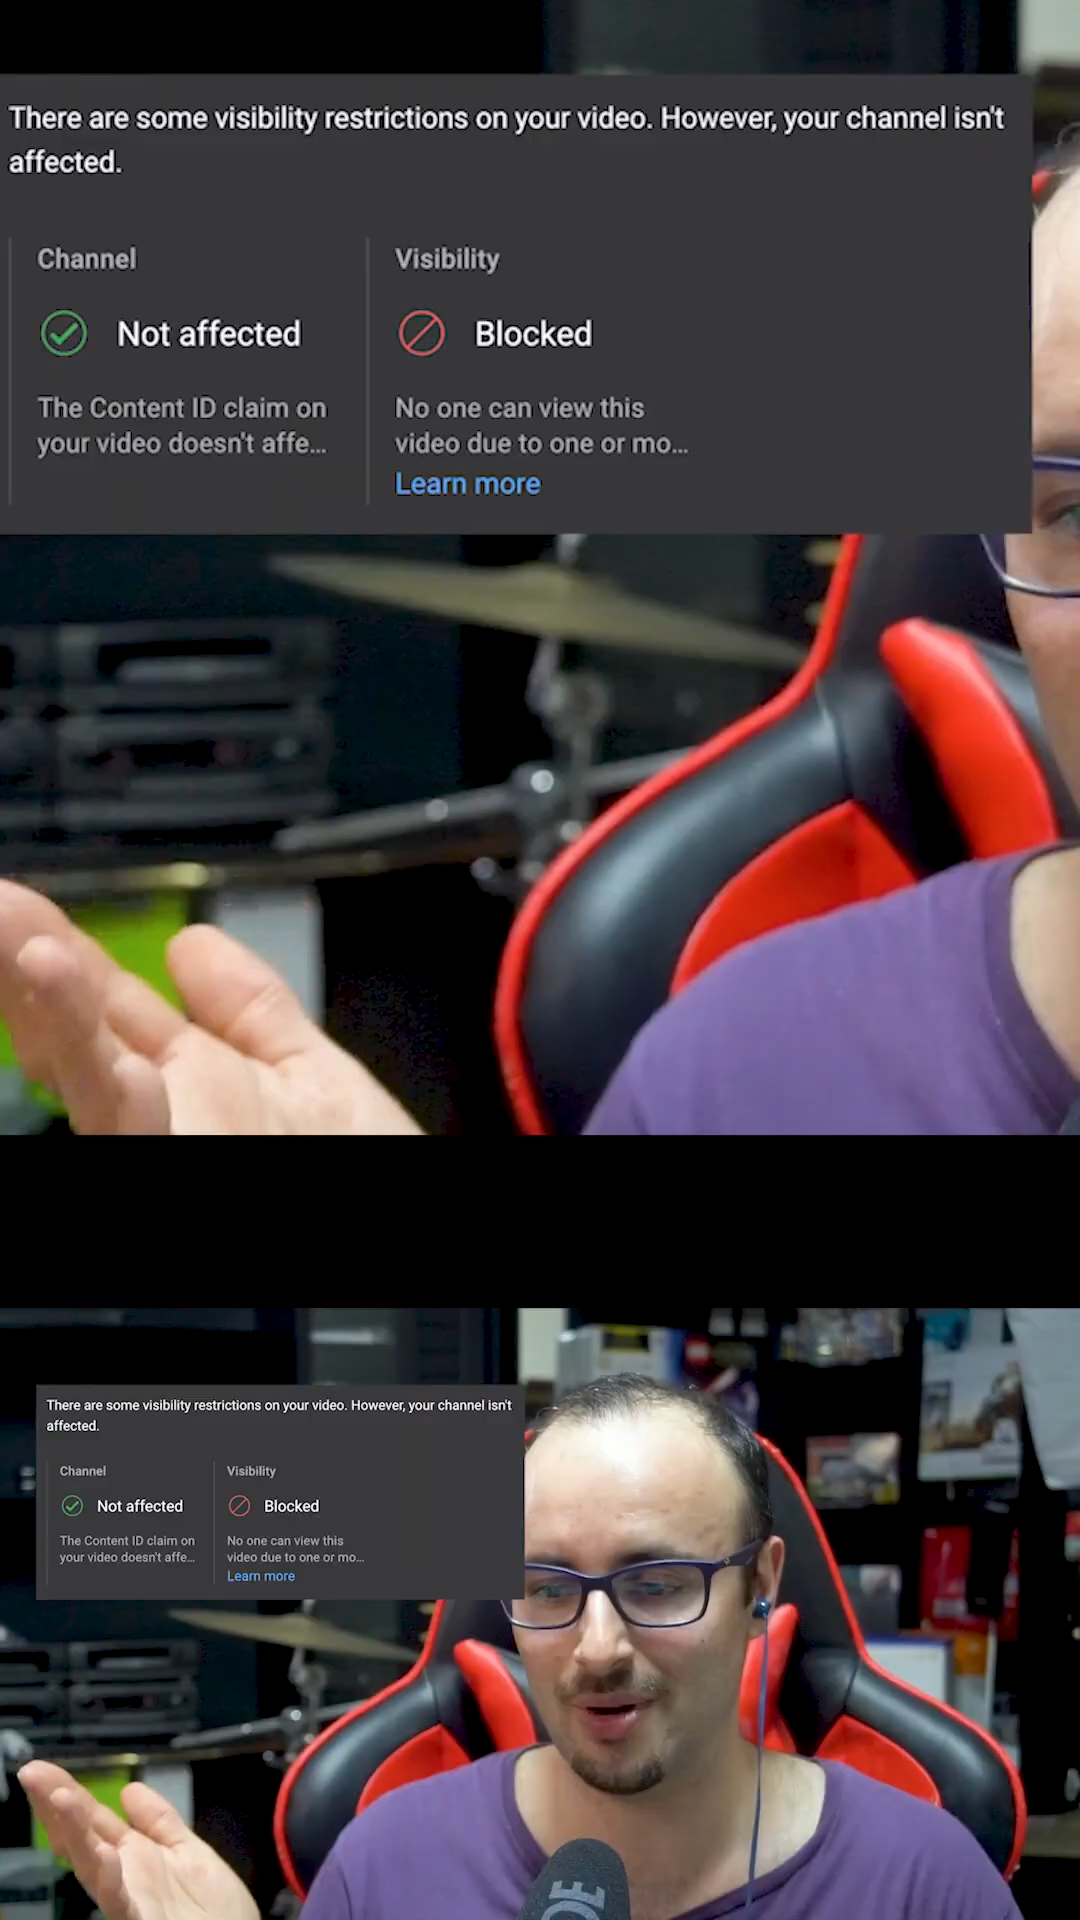 There are some visibility restrictions on your video. However, your channel isn't
affected.
Channel
Not affected
The Content ID claim on
your video doesn't affe...
Visibility
Blocked
No one can view this
video due to one or mo...
Learn more
There are some visibility restrictions on your video. However, your channel isn't
affected.
Channel
Not affected
The Content ID claim on
your video doesn't affe...
Visibility
Blocked
No one can view this
video due to one or mo...
Learn more